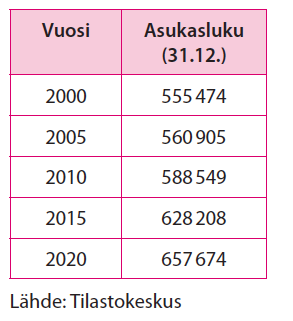 Vuosi Asukasluku
(31.12.)
2000 555 474
2005 560 905
2010 588 549
2015 628 208
2020 657 674
Lähde: Tilastokeskus